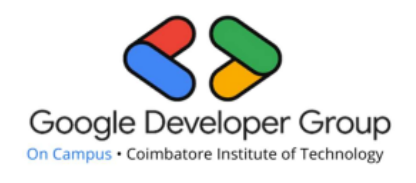 Google Developer Group
On Campus • Coimbatore Institute of Technology